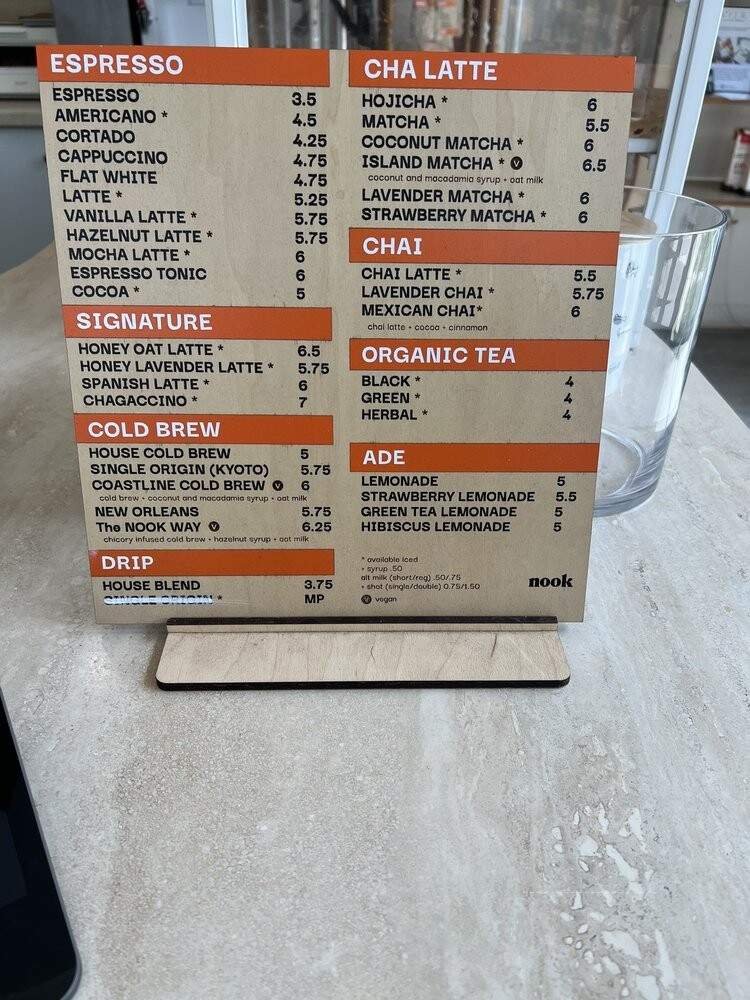 ESPRESSO
ESPRESSO 3.5
AMERICANO * 4.5
CORTADO 4.25
CAPPUCCINO 4.75
FLAT WHITE 4.75
LATTE * 5.25
VANILLA LATTE * 5.75
HAZELNUT LATTE * 5.75
MOCHA LATTE * 6
ESPRESSO TONIC 6
COCOA * 5
SIGNATURE
HONEY OAT LATTE * 6.5
HONEY LAVENDER LATTE * 5.75
SPANISH LATTE * 6
CHAGACCINO * 7
COLD BREW
HOUSE COLD BREW 5
SINGLE ORIGIN (KYOTO) 5.75
COASTLINE COLD BREW V 6
cold brew + coconut and macadamia syrup + oat milk
NEW ORLEANS 5.75
The NOOK WAY V 6.25
chicory infused cold brew + hazelnut syrup + oat milk
DRIP
HOUSE BLEND 3.75
SINGLE ORIGIN * MP
CHA LATTE
HOJICHA * 6
MATCHA * 5.5
COCONUT MATCHA * 6
ISLAND MATCHA * V 6.5
coconut and macadamia syrup + oat milk
LAVENDER MATCHA * 6
STRAWBERRY MATCHA * 6
CHAI
CHAI LATTE * 5.5
LAVENDER CHAI * 5.75
MEXICAN CHAI* 6
chai latte + cocoa + cinnamon
ORGANIC TEA
BLACK * 4
GREEN * 4
HERBAL * 4
ADE
LEMONADE 5
STRAWBERRY LEMONADE 5.5
GREEN TEA LEMONADE 5
HIBISCUS LEMONADE 5
* available iced
+ syrup .50
alt milk (short/reg) .50/.75
+ shot (single/double) 0.75/1.50
V vegan
nook